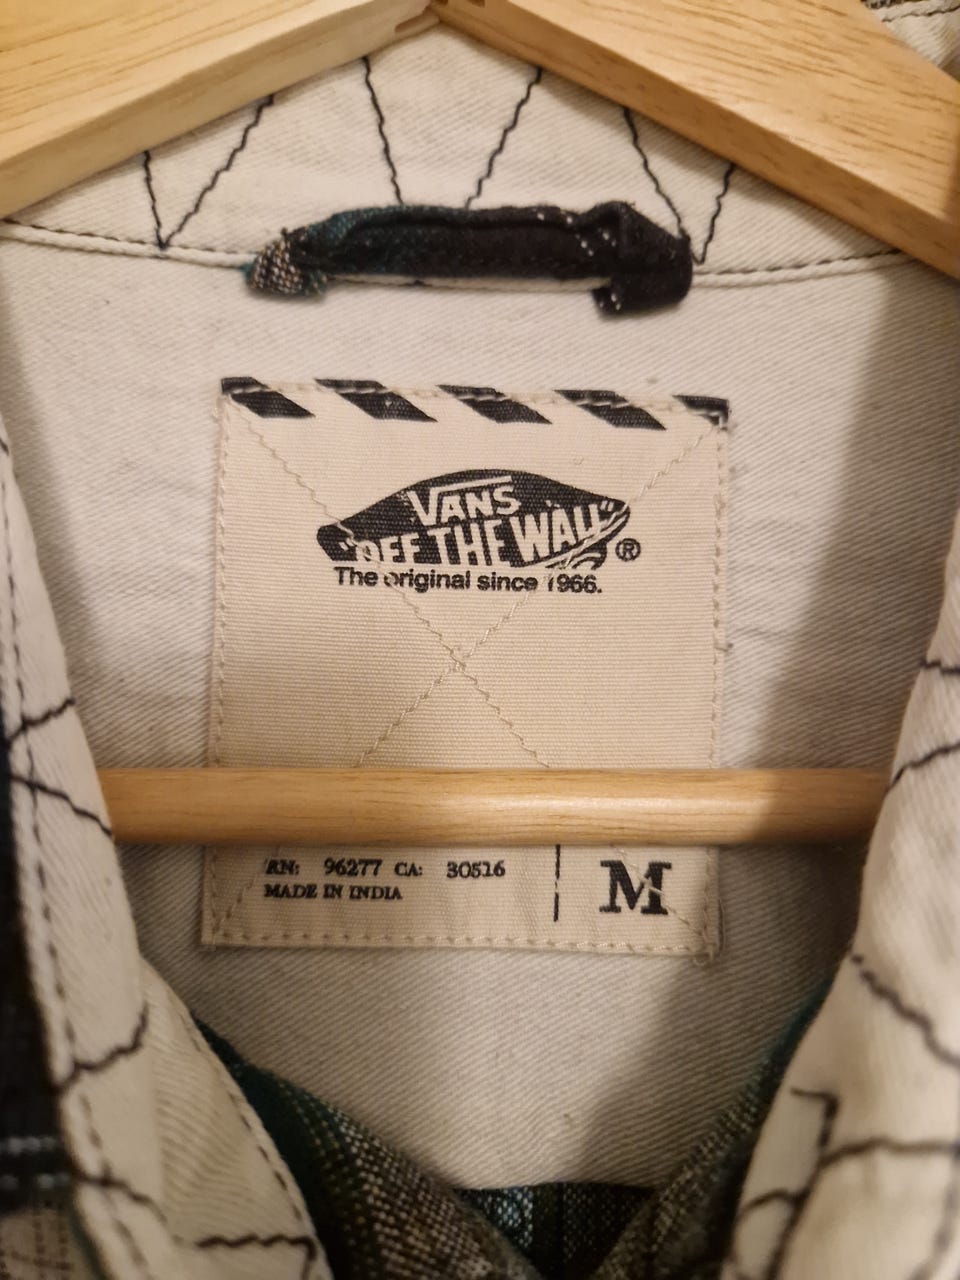 VANS
"OFF THE WALL"
®
The original since 1966.
RN: 96277 CA: 30516
MADE IN INDIA
M